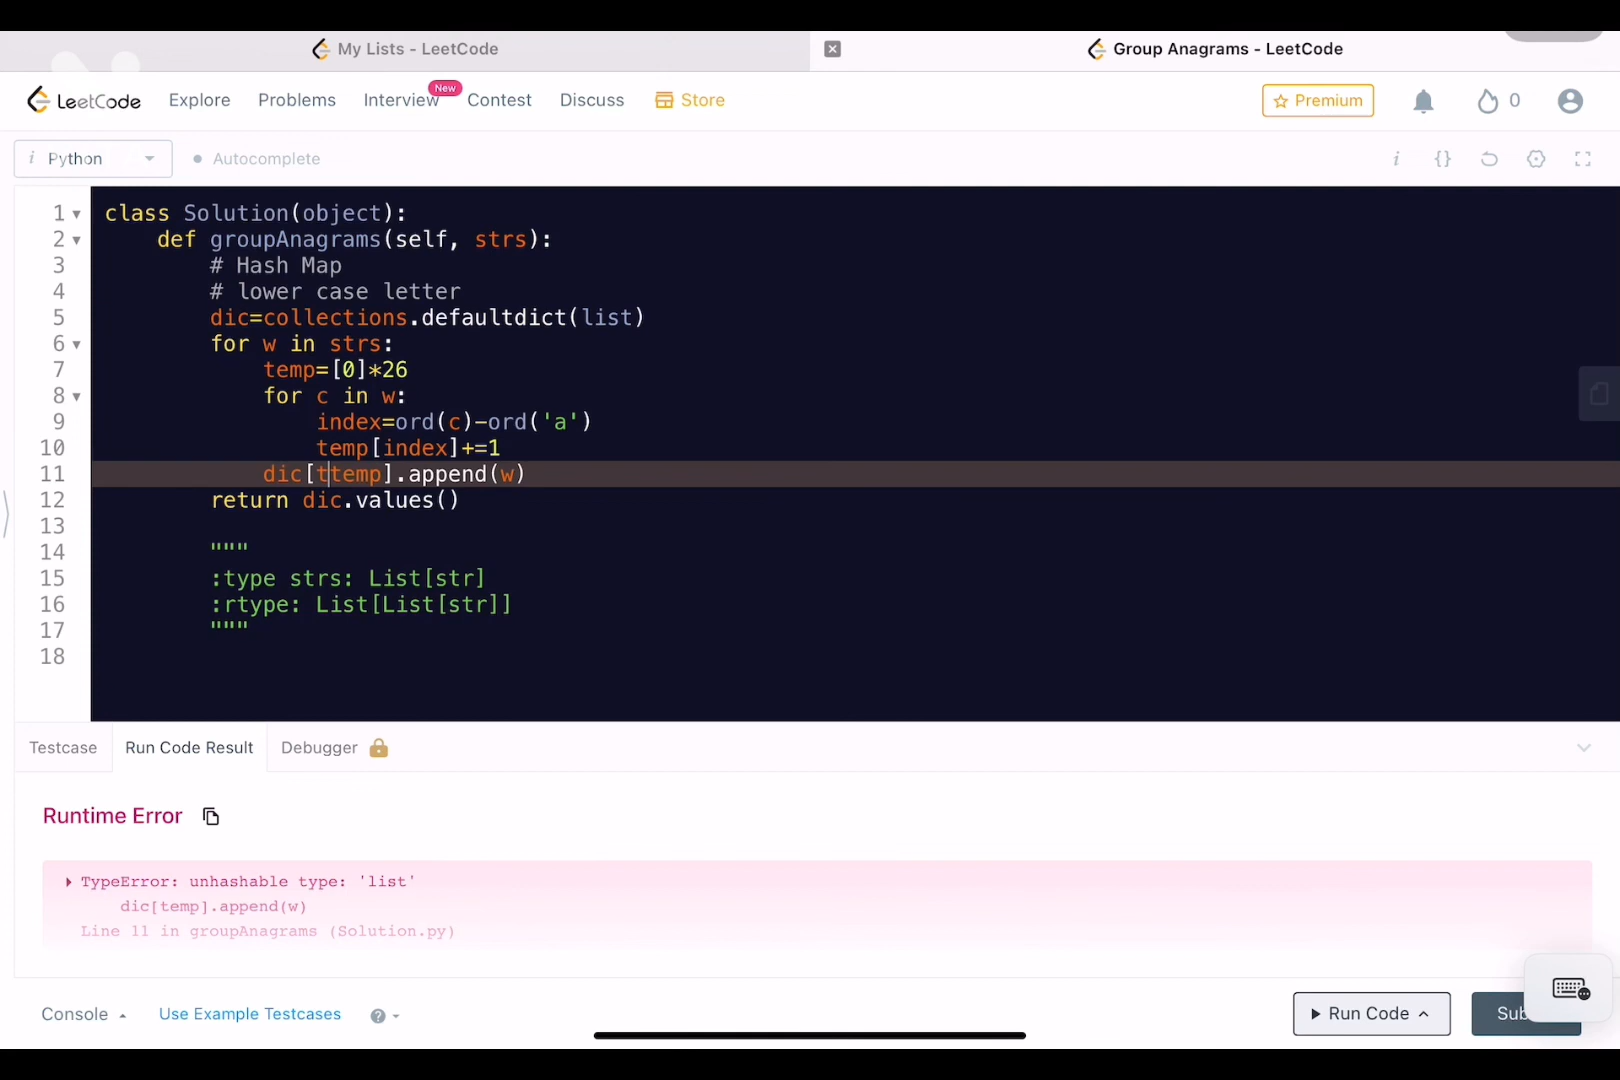 My Lists - LeetCode
Group Anagrams - LeetCode
LeetCode Explore Problems Interview New Contest Discuss Store Premium 0
i Python Autocomplete i {}
1 class Solution(object):
2 def groupAnagrams(self, strs):
3 # Hash Map
4 # lower case letter
5 dic=collections.defaultdict(list)
6 for w in strs:
7 temp=[0]*26
8 for c in w:
9 index=ord(c)-ord('a')
10 temp[index]+=1
11 dic[ttemp].append(w)
12 return dic.values()
13
14 """
15 :type strs: List[str]
16 :rtype: List[List[str]]
17 """
18
Testcase Run Code Result Debugger
Runtime Error
TypeError: unhashable type: 'list'
dic[temp].append(w)
Line 11 in groupAnagrams (Solution.py)
Console Use Example Testcases ? Run Code